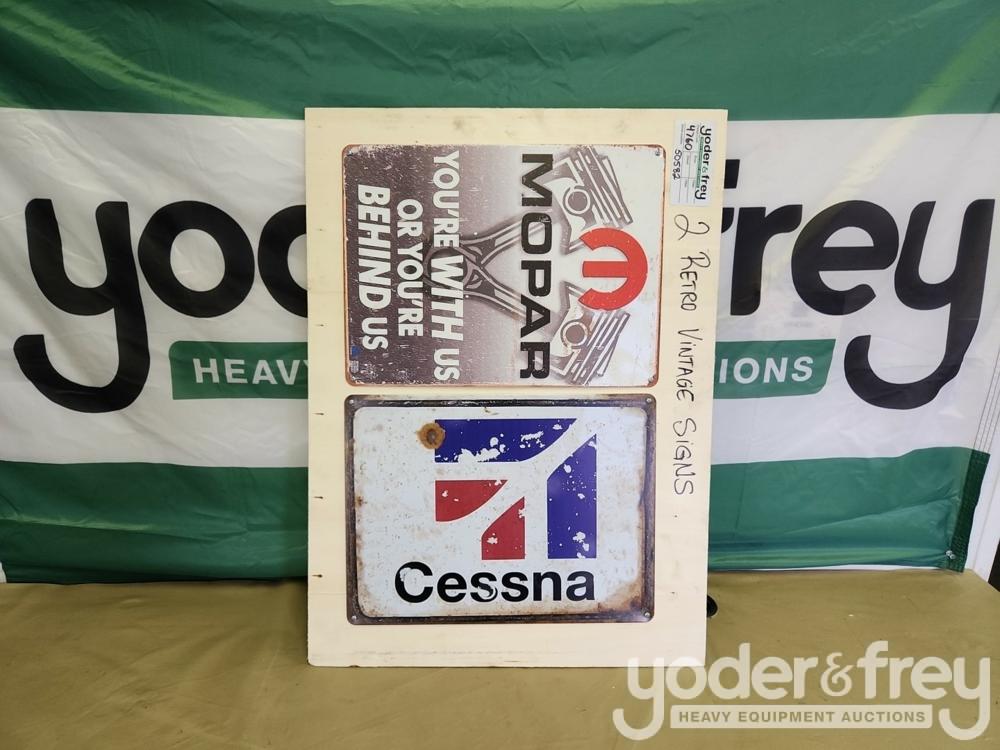 yoder & frey
HEAVY EQUIPMENT AUCTIONS
yoder & frey
4760
50582
2 RETRO VINTAGE SIGNS
MOPAR
YOU'RE WITH US
OR YOU'RE
BEHIND US
Cessna
yo
frey
HEAVY
IONS